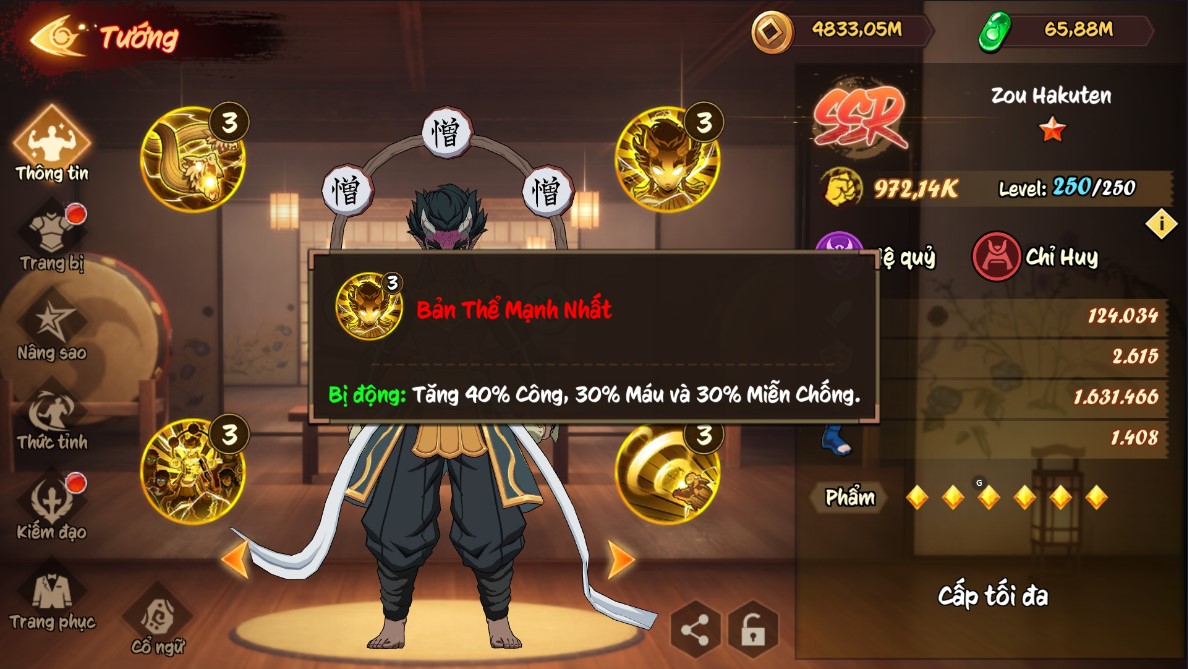 Tướng
4833,05M
65,88M
Thông tin
Trang bị
Nâng sao
Thức tỉnh
Kiếm đạo
Trang phục
Cổ ngữ
3
3
憎
憎
憎
3
Bản Thể Mạnh Nhất
Bị động: Tăng 40% Công, 30% Máu và 30% Miễn Chống.
3
3
SSR
Zou Hakuten
972,14K
Level: 250/250
i
ệ quỷ
Chỉ Huy
124.034
2.615
1.631.466
1.408
Phẩm
G
Cấp tối đa